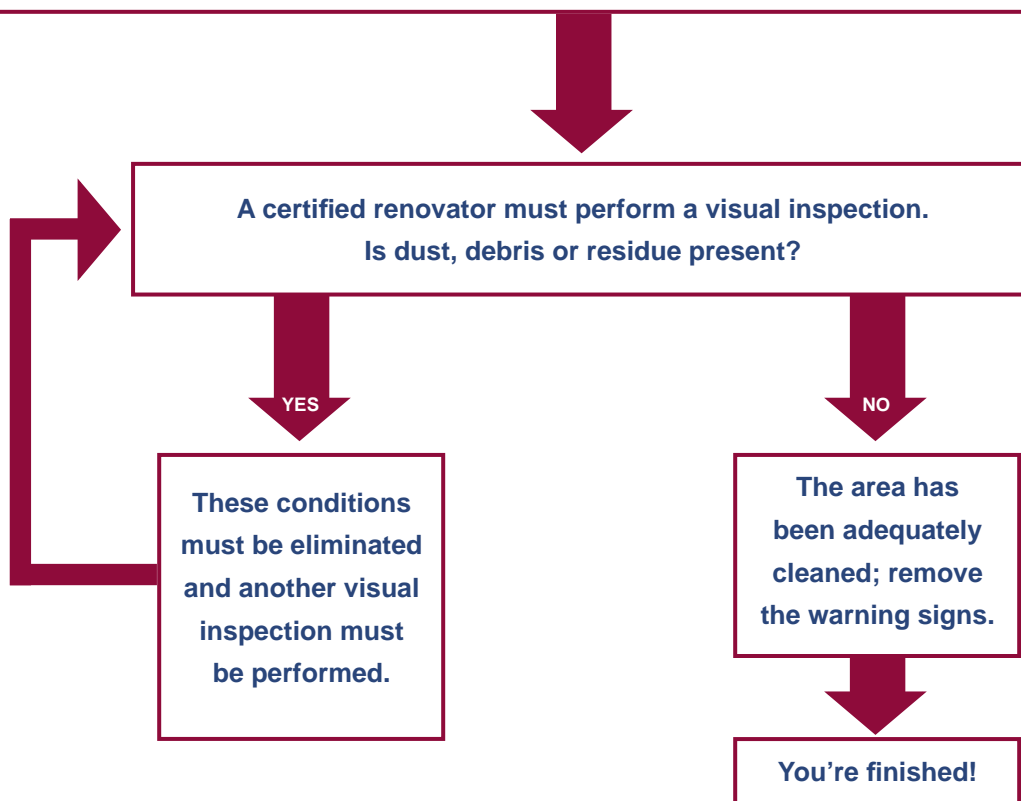 A certified renovator must perform a visual inspection.
Is dust, debris or residue present?
YES
NO
These conditions
must be eliminated
and another visual
inspection must
be performed.
The area has
been adequately
cleaned; remove
the warning signs.
You’re finished!